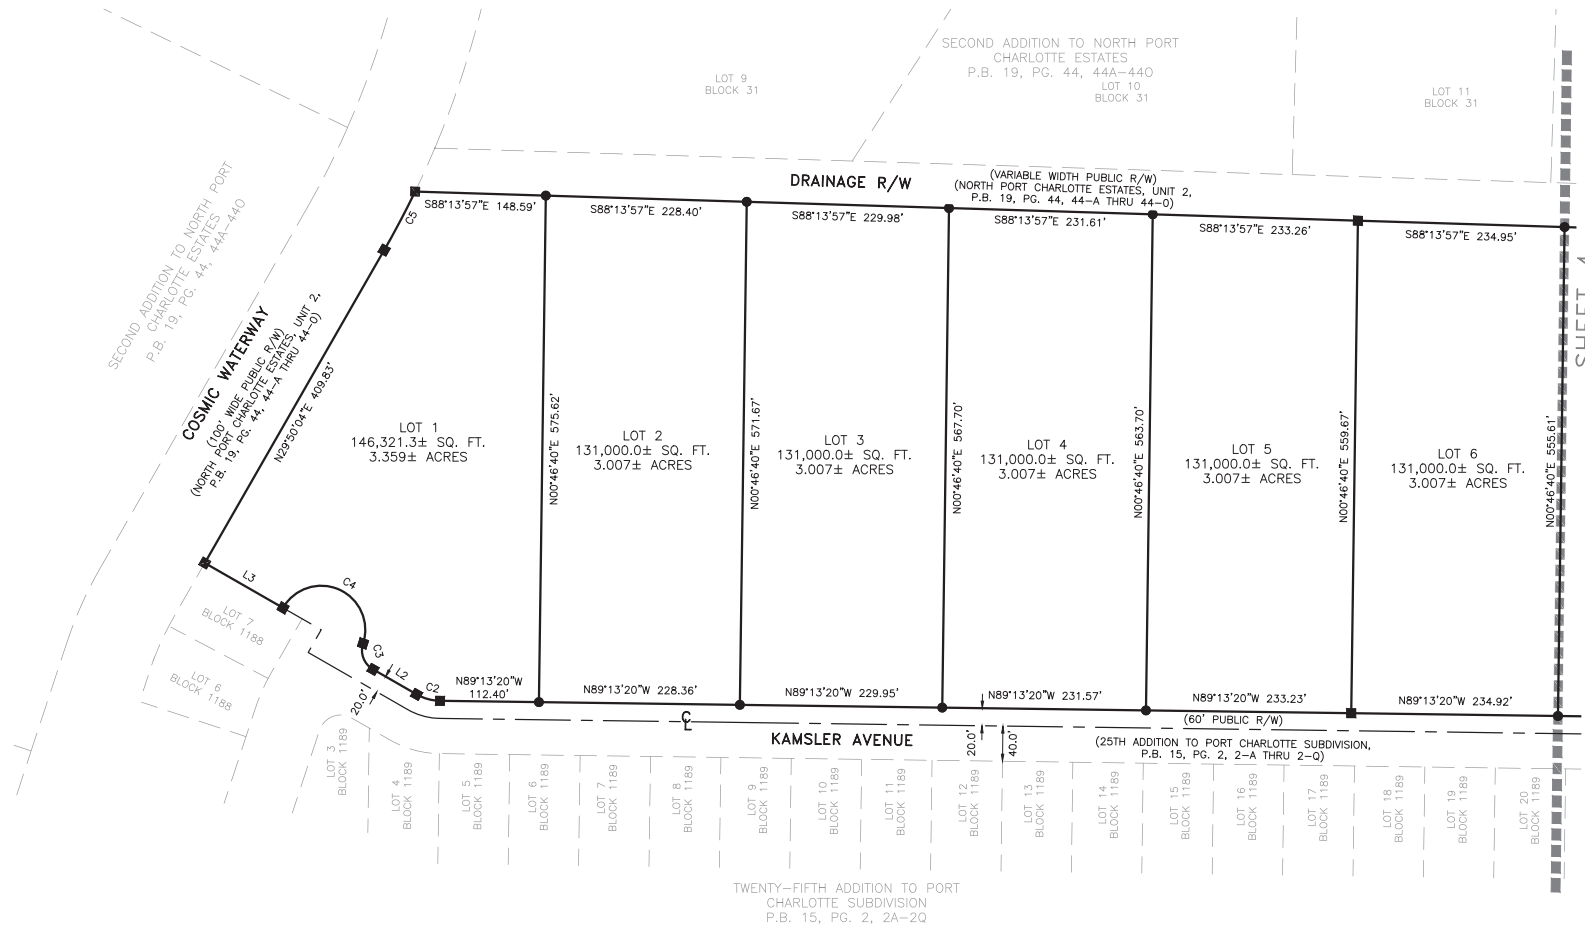 SECOND ADDITION TO NORTH PORT
CHARLOTTE ESTATES
P.B. 19, PG. 44, 44A-44O
LOT 9
BLOCK 31
LOT 10
BLOCK 31
LOT 11
BLOCK 31
DRAINAGE R/W
(VARIABLE WIDTH PUBLIC R/W)
(NORTH PORT CHARLOTTE ESTATES, UNIT 2,
P.B. 19, PG. 44, 44-A THRU 44-O)
S88°13'57"E 148.59'
S88°13'57"E 228.40'
S88°13'57"E 229.98'
S88°13'57"E 231.61'
S88°13'57"E 233.26'
S88°13'57"E 234.95'
C5
SECOND ADDITION TO NORTH PORT
CHARLOTTE ESTATES
P.B. 19, PG. 44, 44A-44O
COSMIC WATERWAY
(100' WIDE PUBLIC R/W)
(NORTH PORT CHARLOTTE ESTATES, UNIT 2,
P.B. 19, PG. 44, 44-A THRU 44-O)
N29°50'04"E 409.83'
LOT 1
146,321.3± SQ. FT.
3.359± ACRES
N00°46'40"E 575.62'
LOT 2
131,000.0± SQ. FT.
3.007± ACRES
N00°46'40"E 571.67'
LOT 3
131,000.0± SQ. FT.
3.007± ACRES
N00°46'40"E 567.70'
LOT 4
131,000.0± SQ. FT.
3.007± ACRES
N00°46'40"E 563.70'
LOT 5
131,000.0± SQ. FT.
3.007± ACRES
N00°46'40"E 559.67'
LOT 6
131,000.0± SQ. FT.
3.007± ACRES
N00°46'40"E 555.61'
SHEET 4
L3
C4
C3
L2
C2
20.0'
LOT 7
BLOCK 1188
LOT 6
BLOCK 1188
N89°13'20"W
112.40'
N89°13'20"W 228.36'
N89°13'20"W 229.95'
N89°13'20"W 231.57'
N89°13'20"W 233.23'
N89°13'20"W 234.92'
CL
KAMSLER AVENUE
20.0'
40.0'
(60' PUBLIC R/W)
(25TH ADDITION TO PORT CHARLOTTE SUBDIVISION,
P.B. 15, PG. 2, 2-A THRU 2-Q)
LOT 3
BLOCK 1189
LOT 4
BLOCK 1189
LOT 5
BLOCK 1189
LOT 6
BLOCK 1189
LOT 7
BLOCK 1189
LOT 8
BLOCK 1189
LOT 9
BLOCK 1189
LOT 10
BLOCK 1189
LOT 11
BLOCK 1189
LOT 12
BLOCK 1189
LOT 13
BLOCK 1189
LOT 14
BLOCK 1189
LOT 15
BLOCK 1189
LOT 16
BLOCK 1189
LOT 17
BLOCK 1189
LOT 18
BLOCK 1189
LOT 19
BLOCK 1189
LOT 20
BLOCK 1189
TWENTY-FIFTH ADDITION TO PORT
CHARLOTTE SUBDIVISION
P.B. 15, PG. 2, 2A-2Q